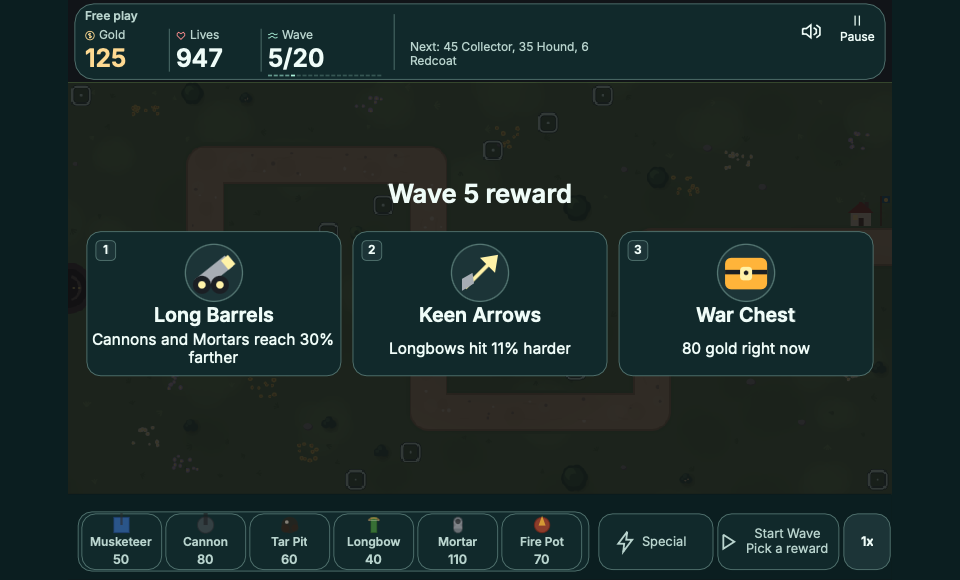 Free play
Gold
125
Lives
947
Wave
5/20
Next: 45 Collector, 35 Hound, 6
Redcoat
Pause
Wave 5 reward
1
Long Barrels
Cannons and Mortars reach 30%
farther
2
Keen Arrows
Longbows hit 11% harder
3
War Chest
80 gold right now
Musketeer
50
Cannon
80
Tar Pit
60
Longbow
40
Mortar
110
Fire Pot
70
Special
Start Wave
Pick a reward
1x